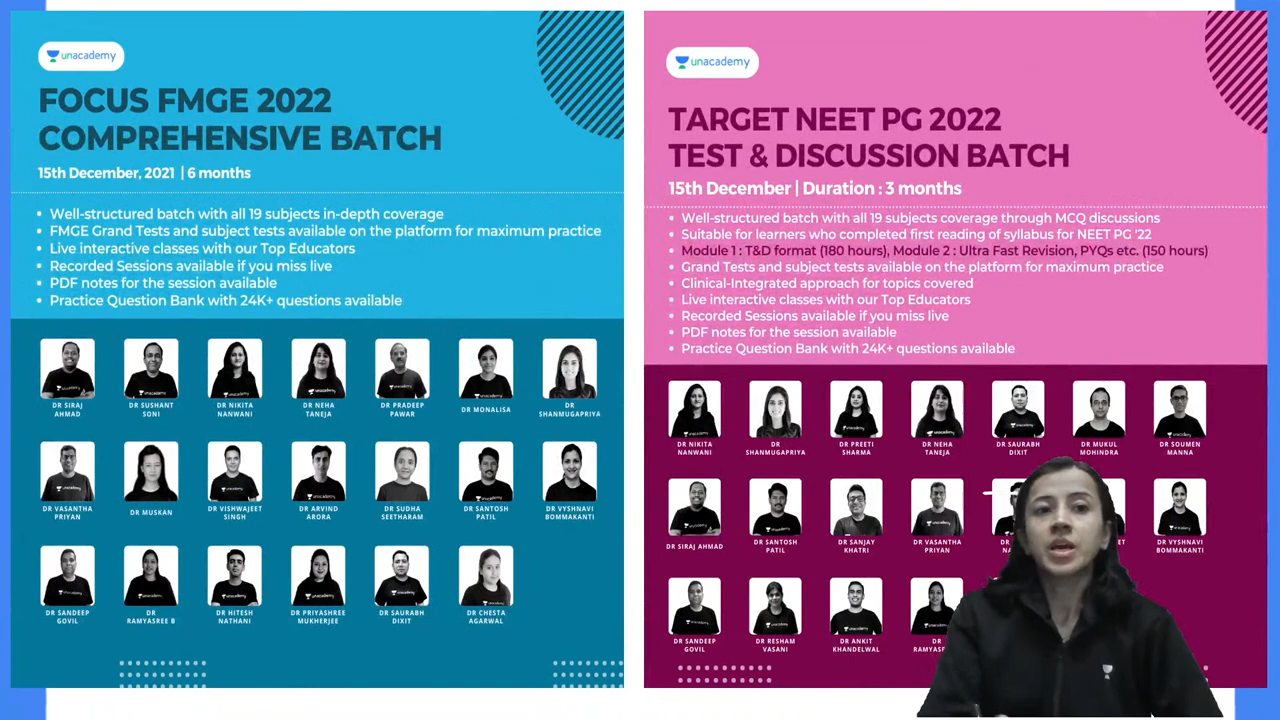 unacademy
FOCUS FMGE 2022
COMPREHENSIVE BATCH
15th December, 2021 | 6 months
• Well-structured batch with all 19 subjects in-depth coverage
• FMGE Grand Tests and subject tests available on the platform for maximum practice
• Live interactive classes with our Top Educators
• Recorded Sessions available if you miss live
• PDF notes for the session available
• Practice Question Bank with 24K+ questions available
DR SIRAJ
AHMAD
DR SUSHANT
SONI
DR NIKITA
NANWANI
DR NEHA
TANEJA
DR PRADEEP
PAWAR
DR MONALISA
DR
SHANMUGAPRIYA
DR VASANTHA
PRIYAN
DR MUSKAN
DR VISHWAJEET
SINGH
DR ARVIND
ARORA
DR SUDHA
SEETHARAM
DR SANTOSH
PATIL
DR VYSHNAVI
BOMMAKANTI
DR SANDEEP
GOVIL
DR
RAMYASREE B
DR HITESH
NATHANI
DR PRIYASHREE
MUKHERJEE
DR SAURABH
DIXIT
DR CHESTA
AGARWAL
unacademy
TARGET NEET PG 2022
TEST & DISCUSSION BATCH
15th December | Duration : 3 months
• Well-structured batch with all 19 subjects coverage through MCQ discussions
• Suitable for learners who completed first reading of syllabus for NEET PG '22
• Module 1 : T&D format (180 hours), Module 2 : Ultra Fast Revision, PYQs etc. (150 hours)
• Grand Tests and subject tests available on the platform for maximum practice
• Clinical-Integrated approach for topics covered
• Live interactive classes with our Top Educators
• Recorded Sessions available if you miss live
• PDF notes for the session available
• Practice Question Bank with 24K+ questions available
DR NIKITA
NANWANI
DR
SHANMUGAPRIYA
DR PREETI
SHARMA
DR NEHA
TANEJA
DR SAURABH
DIXIT
DR MUKUL
MOHINDRA
DR SOUMEN
MANNA
DR SIRAJ AHMAD
DR SANTOSH
PATIL
DR SANJAY
KHATRI
DR VASANTHA
PRIYAN
DR VYSHNAVI
BOMMAKANTI
DR SANDEEP
GOVIL
DR RESHAM
VASANI
DR ANKIT
KHANDELWAL
DR